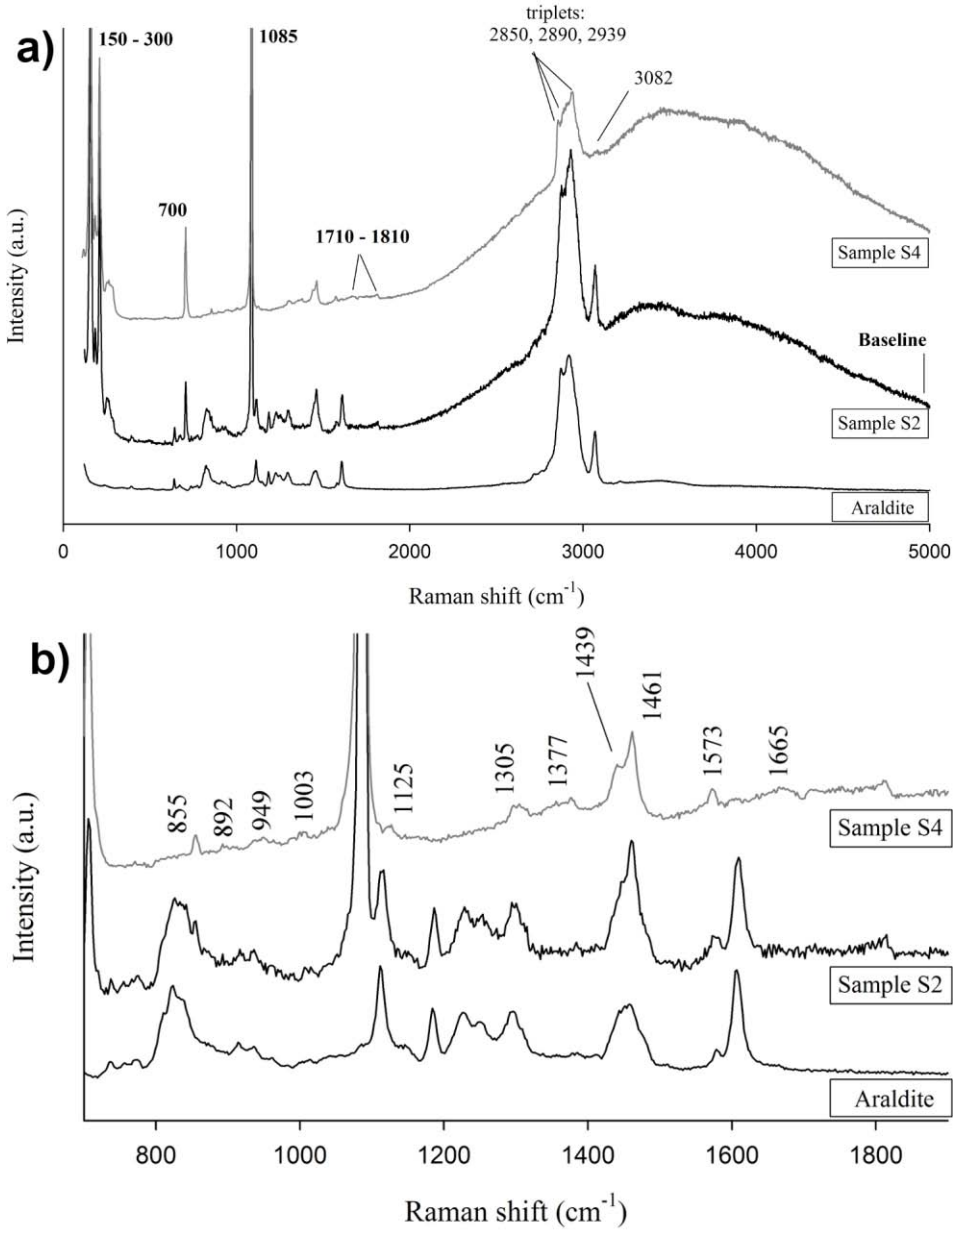 a)
triplets:
2850, 2890, 2939
150 - 300
1085
3082
700
1710 - 1810
Sample S4
Baseline
Sample S2
Araldite
Intensity (a.u.)
0 1000 2000 3000 4000 5000
Raman shift (cm-1)
b)
1439
1461
855
892
949
1003
1125
1305
1377
1573
1665
Sample S4
Sample S2
Araldite
Intensity (a.u.)
800 1000 1200 1400 1600 1800
Raman shift (cm-1)